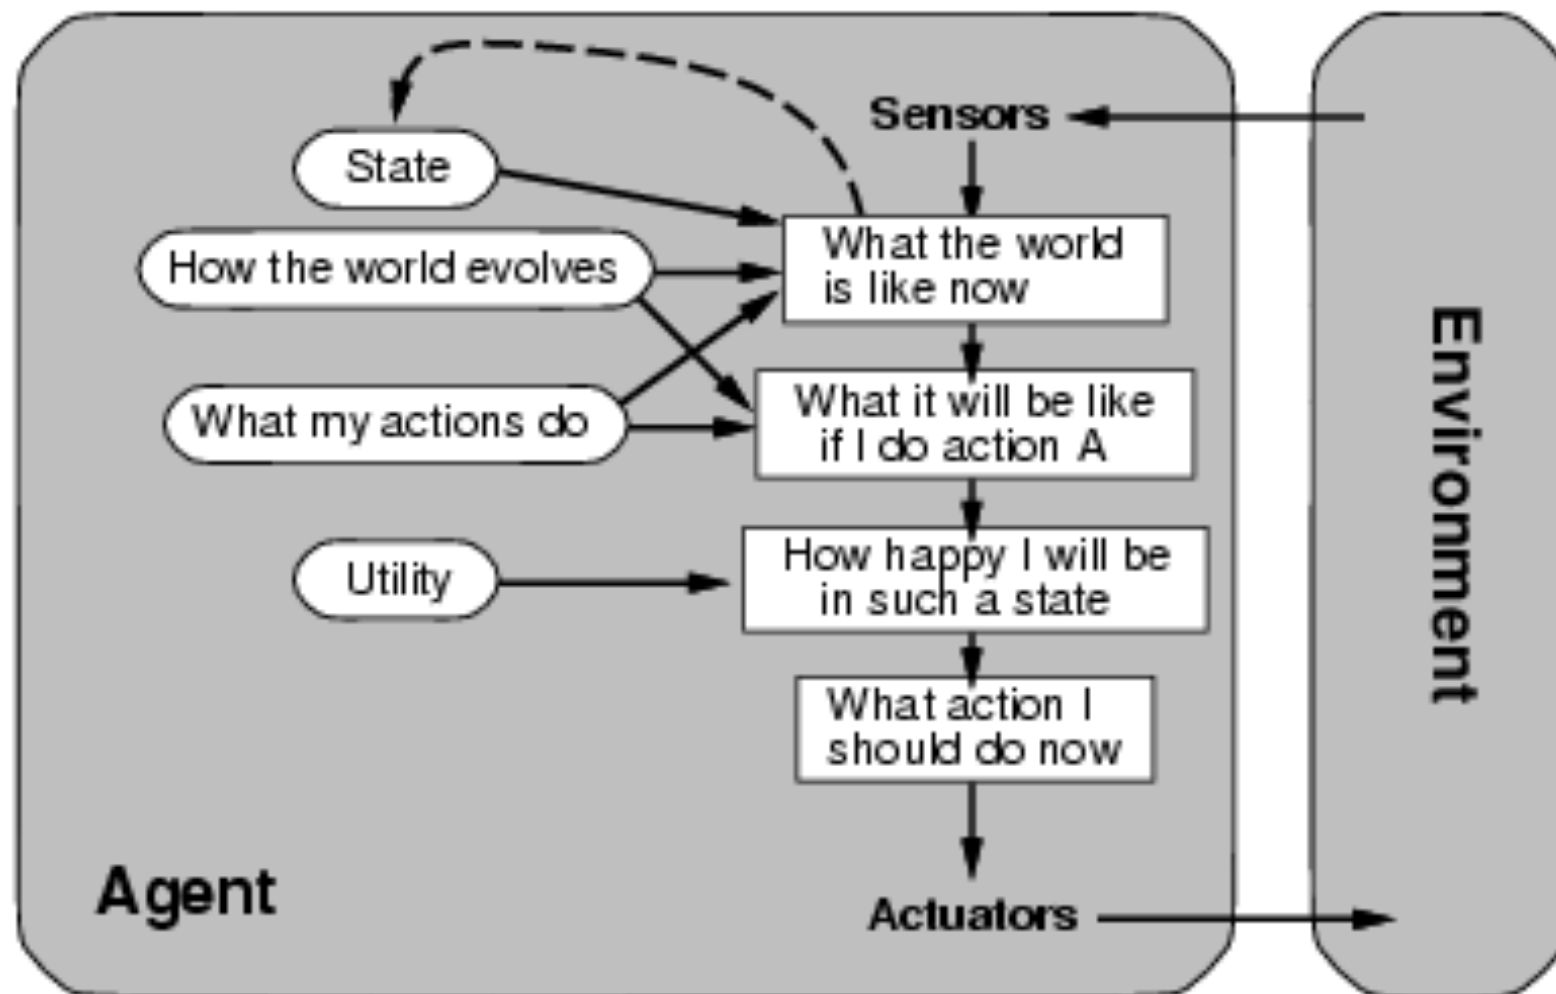 Sensors
State
What the world
is like now
How the world evolves
What it will be like
if I do action A
What my actions do
How happy I will be
in such a state
Utility
What action I
should do now
Agent
Actuators
Environment